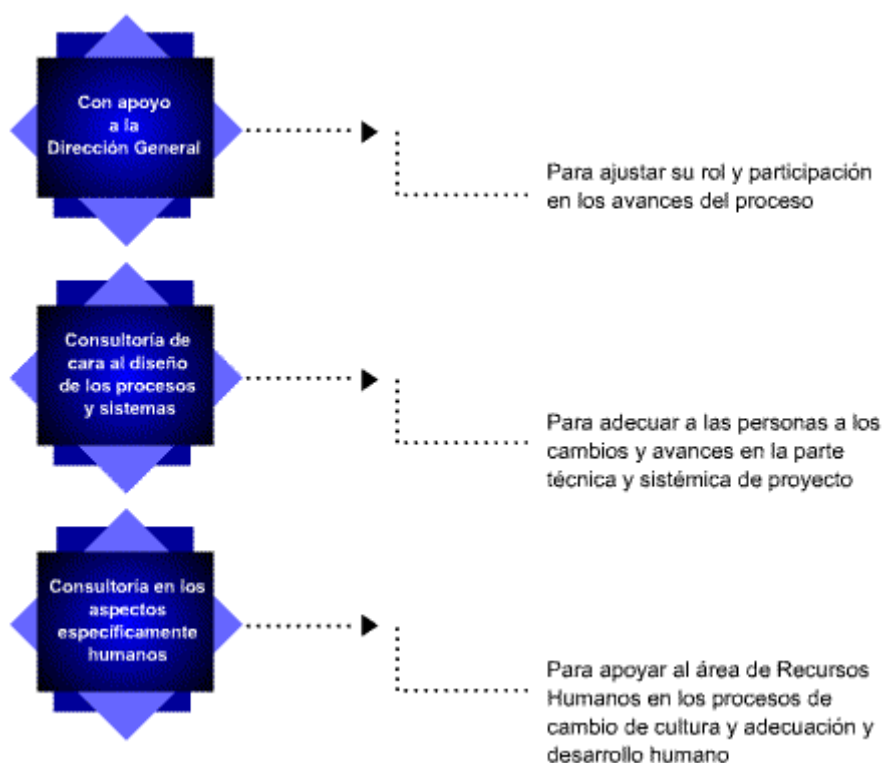 Con apoyo
a la
Dirección General
Para ajustar su rol y participación
en los avances del proceso
Consultoría de
cara al diseño
de los procesos
y sistemas
Para adecuar a las personas a los
cambios y avances en la parte
técnica y sistémica de proyecto
Consultoría en los
aspectos
específicamente
humanos
Para apoyar al área de Recursos
Humanos en los procesos de
cambio de cultura y adecuación y
desarrollo humano